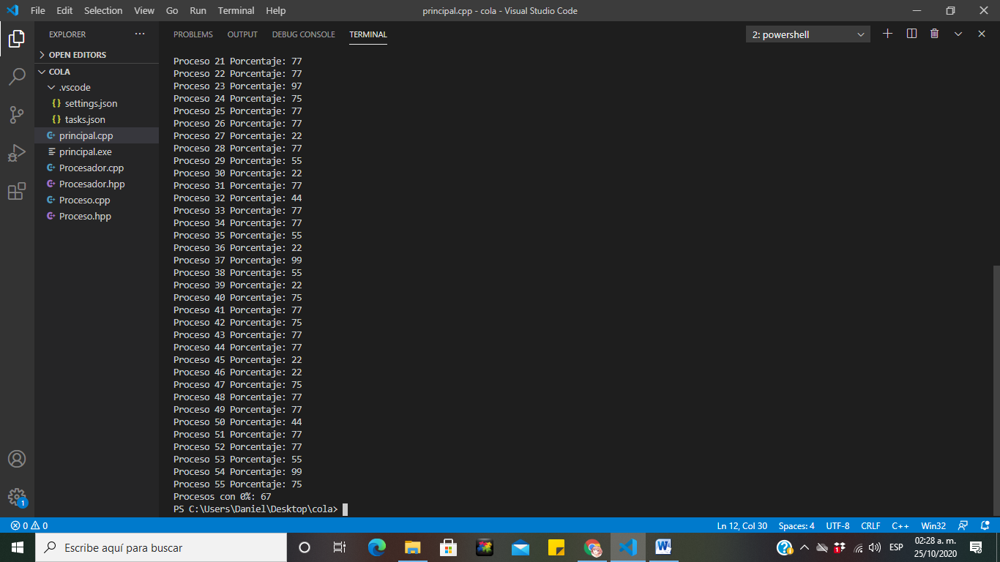 File Edit Selection View Go Run Terminal Help principal.cpp - cola - Visual Studio Code
EXPLORER ··· PROBLEMS OUTPUT DEBUG CONSOLE TERMINAL 2: powershell
OPEN EDITORS
COLA
.vscode
{} settings.json
{} tasks.json
principal.cpp
principal.exe
Procesador.cpp
Procesador.hpp
Proceso.cpp
Proceso.hpp
Proceso 21 Porcentaje: 77
Proceso 22 Porcentaje: 77
Proceso 23 Porcentaje: 97
Proceso 24 Porcentaje: 75
Proceso 25 Porcentaje: 77
Proceso 26 Porcentaje: 77
Proceso 27 Porcentaje: 22
Proceso 28 Porcentaje: 77
Proceso 29 Porcentaje: 55
Proceso 30 Porcentaje: 22
Proceso 31 Porcentaje: 77
Proceso 32 Porcentaje: 44
Proceso 33 Porcentaje: 77
Proceso 34 Porcentaje: 77
Proceso 35 Porcentaje: 55
Proceso 36 Porcentaje: 22
Proceso 37 Porcentaje: 99
Proceso 38 Porcentaje: 55
Proceso 39 Porcentaje: 22
Proceso 40 Porcentaje: 75
Proceso 41 Porcentaje: 77
Proceso 42 Porcentaje: 75
Proceso 43 Porcentaje: 77
Proceso 44 Porcentaje: 77
Proceso 45 Porcentaje: 22
Proceso 46 Porcentaje: 22
Proceso 47 Porcentaje: 75
Proceso 48 Porcentaje: 77
Proceso 49 Porcentaje: 77
Proceso 50 Porcentaje: 44
Proceso 51 Porcentaje: 77
Proceso 52 Porcentaje: 77
Proceso 53 Porcentaje: 55
Proceso 54 Porcentaje: 99
Proceso 55 Porcentaje: 75
Procesos con 0%: 67
PS C:\Users\Daniel\Desktop\cola>
1
0 0 Ln 12, Col 30 Spaces: 4 UTF-8 CRLF C++ Win32
Escribe aquí para buscar
ESP
02:28 a. m.
25/10/2020